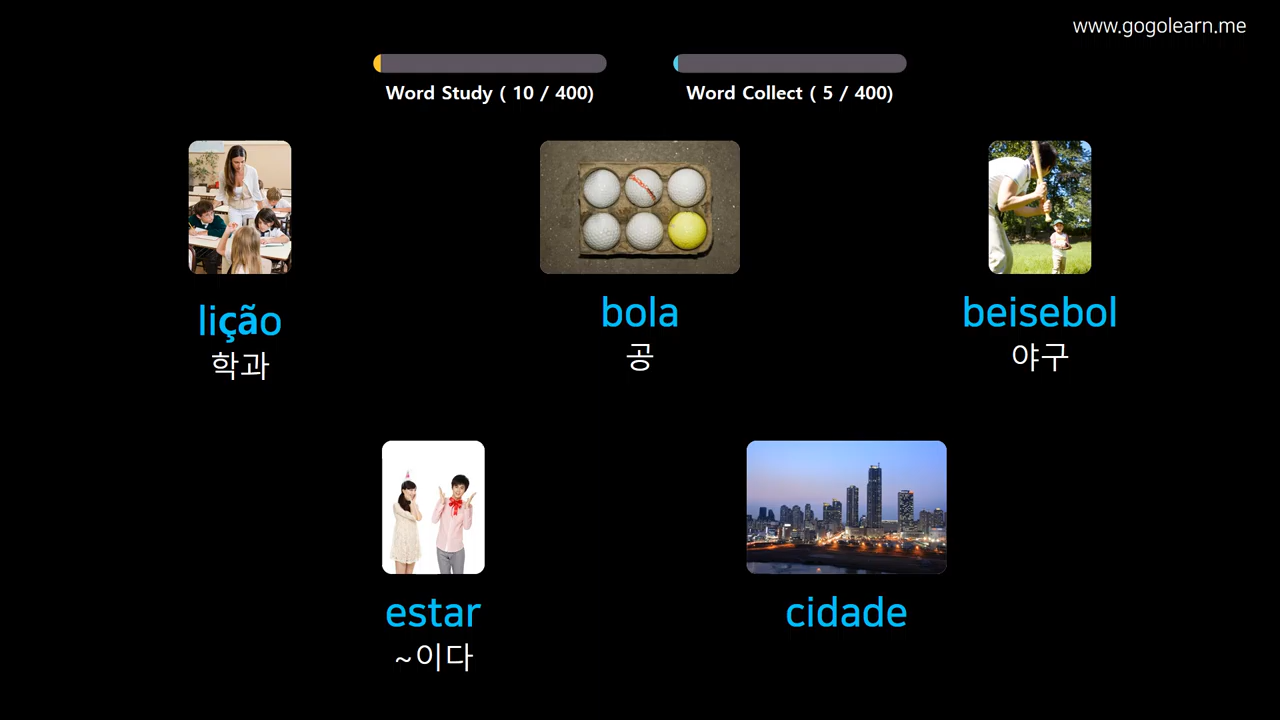 www.gogolearn.me
Word Study ( 10 / 400)
Word Collect ( 5 / 400)
lição
학과
bola
공
beisebol
야구
estar
~이다
cidade